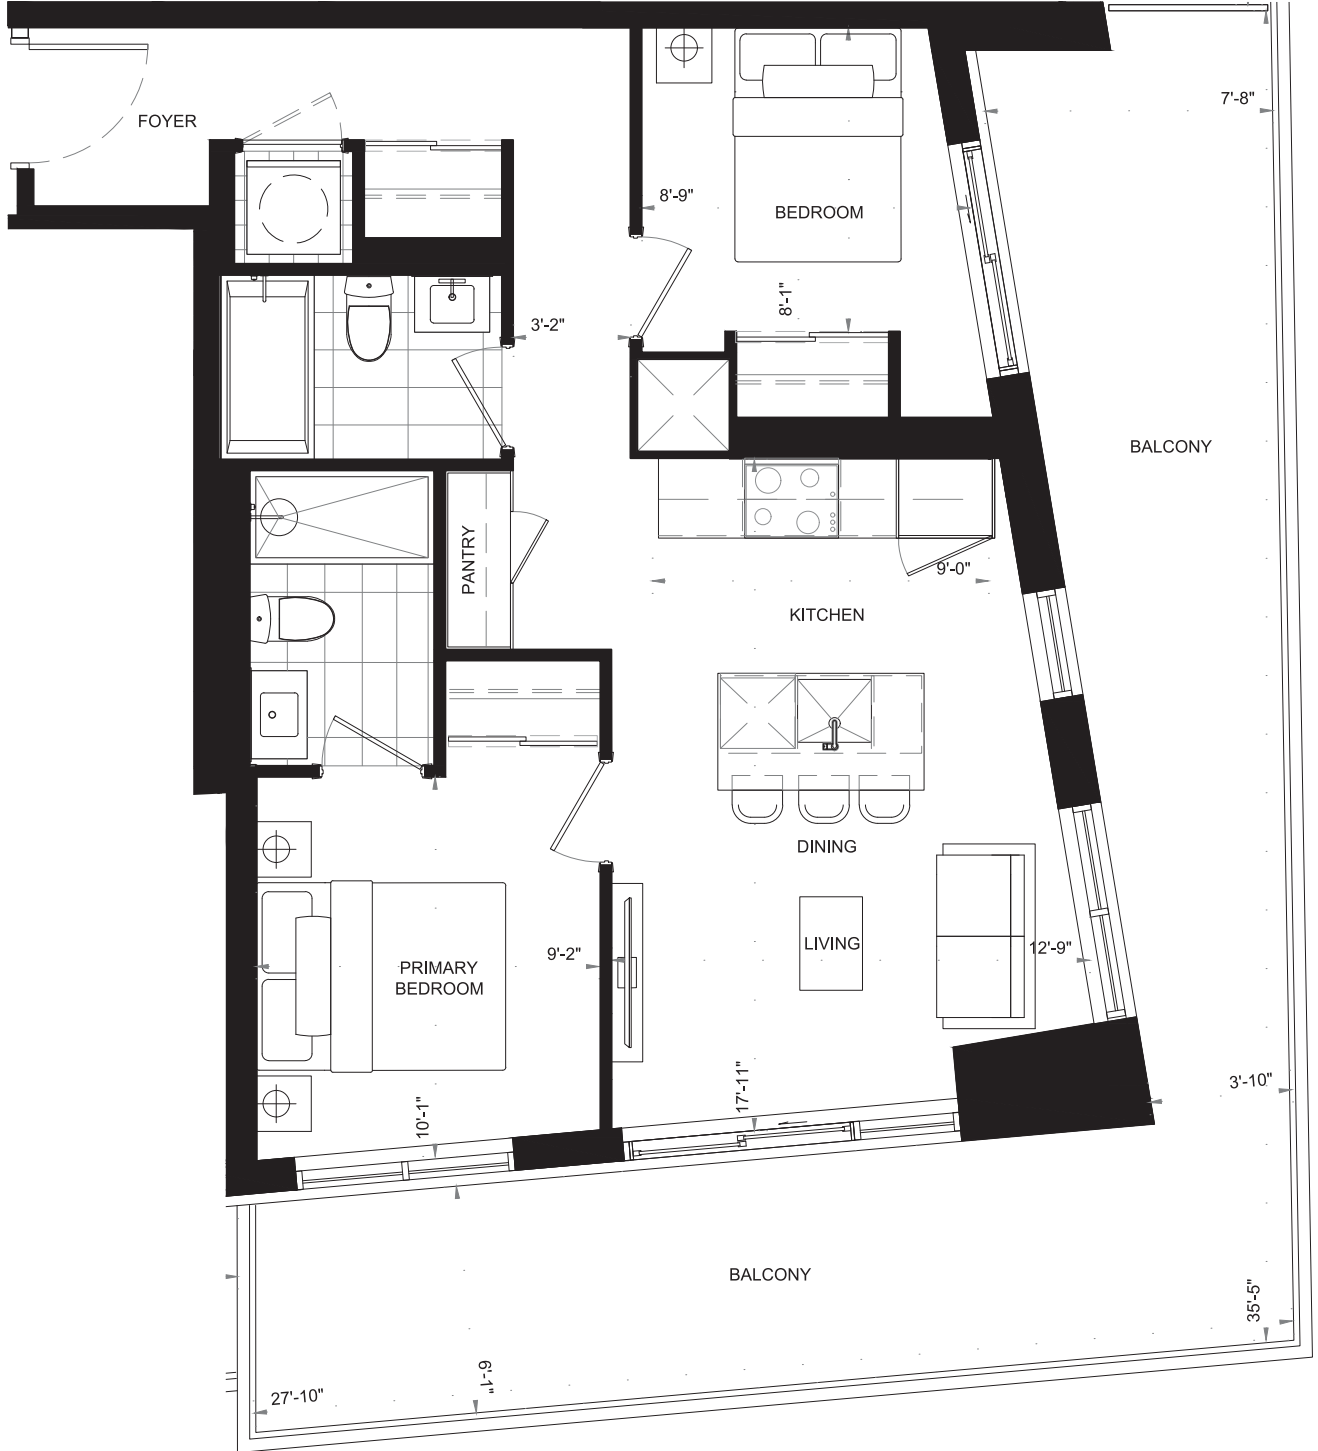 7'-8"
FOYER
8'-9"
BEDROOM
8'-1"
3'-2"
BALCONY
PANTRY
9'-0"
KITCHEN
DINING
LIVING
12'-9"
9'-2"
PRIMARY
BEDROOM
17'-11"
3'-10"
10'-1"
BALCONY
35'-5"
9'-1"
27'-10"